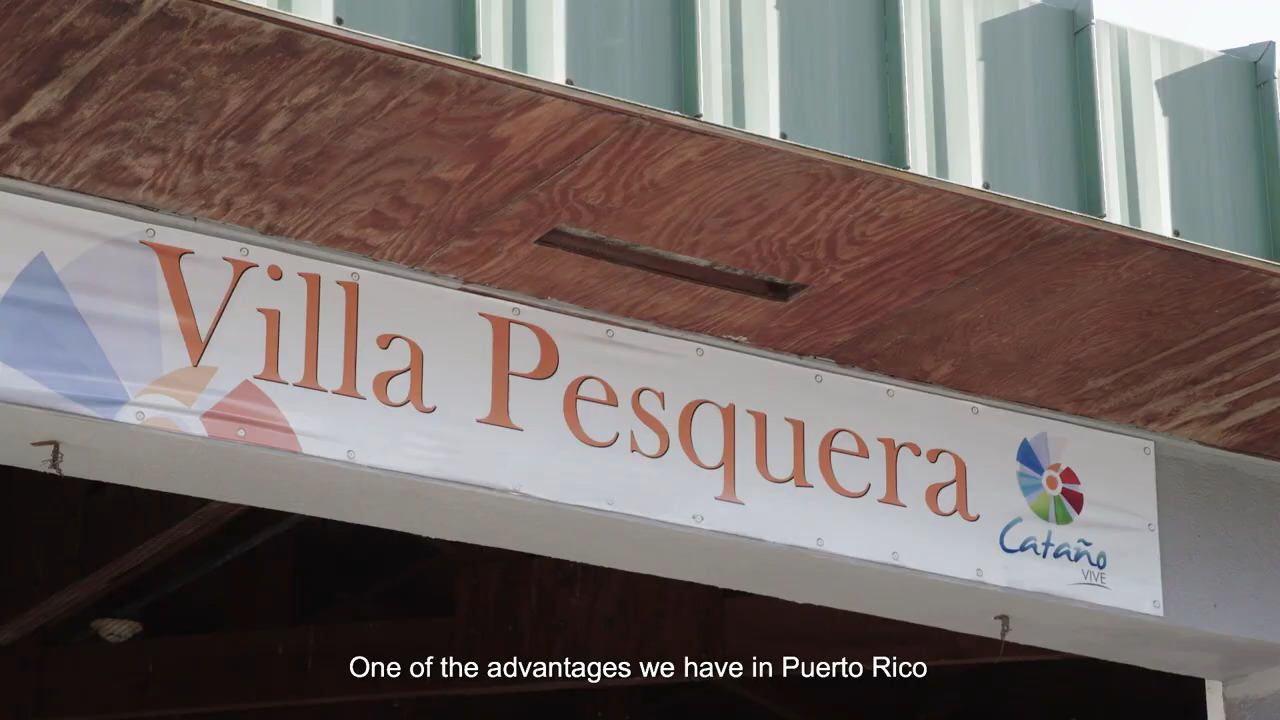 Villa Pesquera
Cataño
VIVE
One of the advantages we have in Puerto Rico